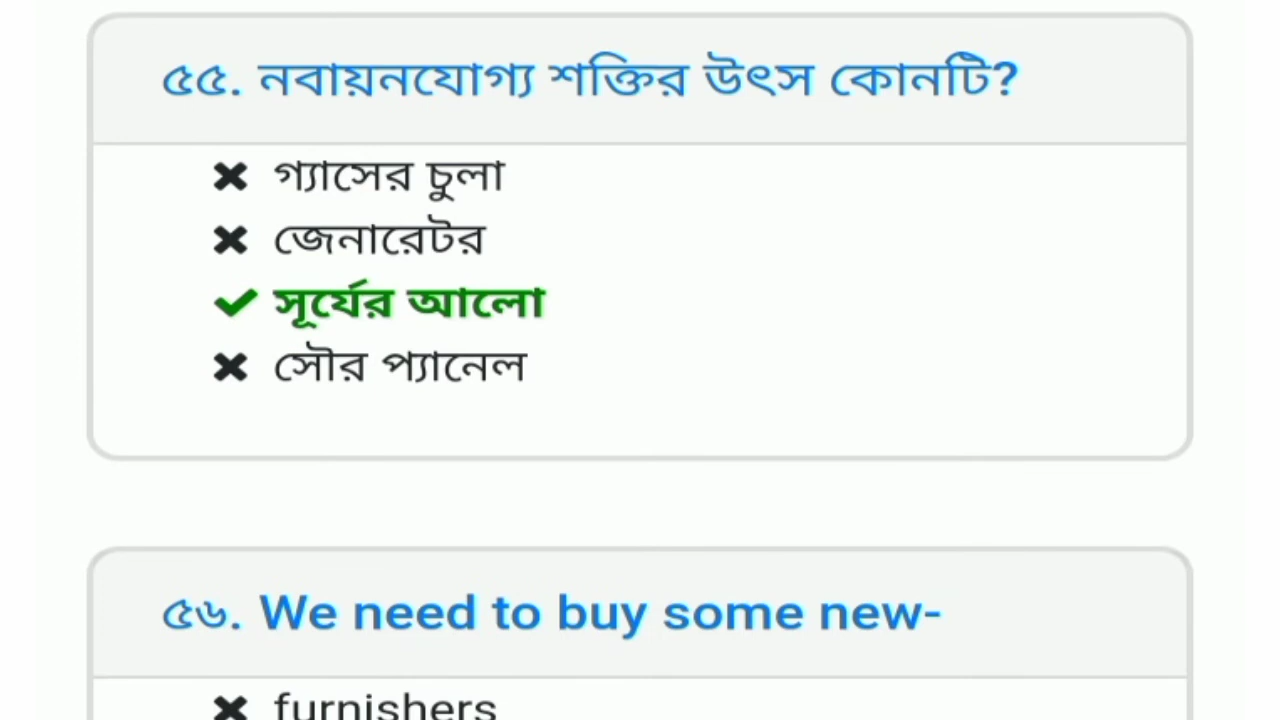 ৫৫. নবায়নযোগ্য শক্তির উৎস কোনটি?
গ্যাসের চুলা
জেনারেটর
সূর্যের আলো
সৌর প্যানেল
৫৬. We need to buy some new-
furnishers